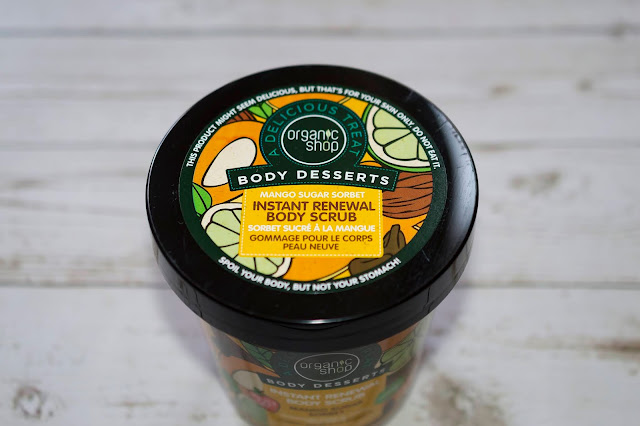 THIS PRODUCT MIGHT SEEM DELICIOUS, BUT THAT'S FOR YOUR SKIN ONLY. DO NOT EAT IT.
A DELICIOUS TREAT
organic
shop
BODY DESSERTS
MANGO SUGAR SORBET
INSTANT RENEWAL
BODY SCRUB
SORBET SUCRÉ À LA MANGUE
GOMMAGE POUR LE CORPS
PEAU NEUVE
SPOIL YOUR BODY, BUT NOT YOUR STOMACH!
organic
shop
BODY DESSERTS
INSTANT RENEWAL
BODY SCRUB